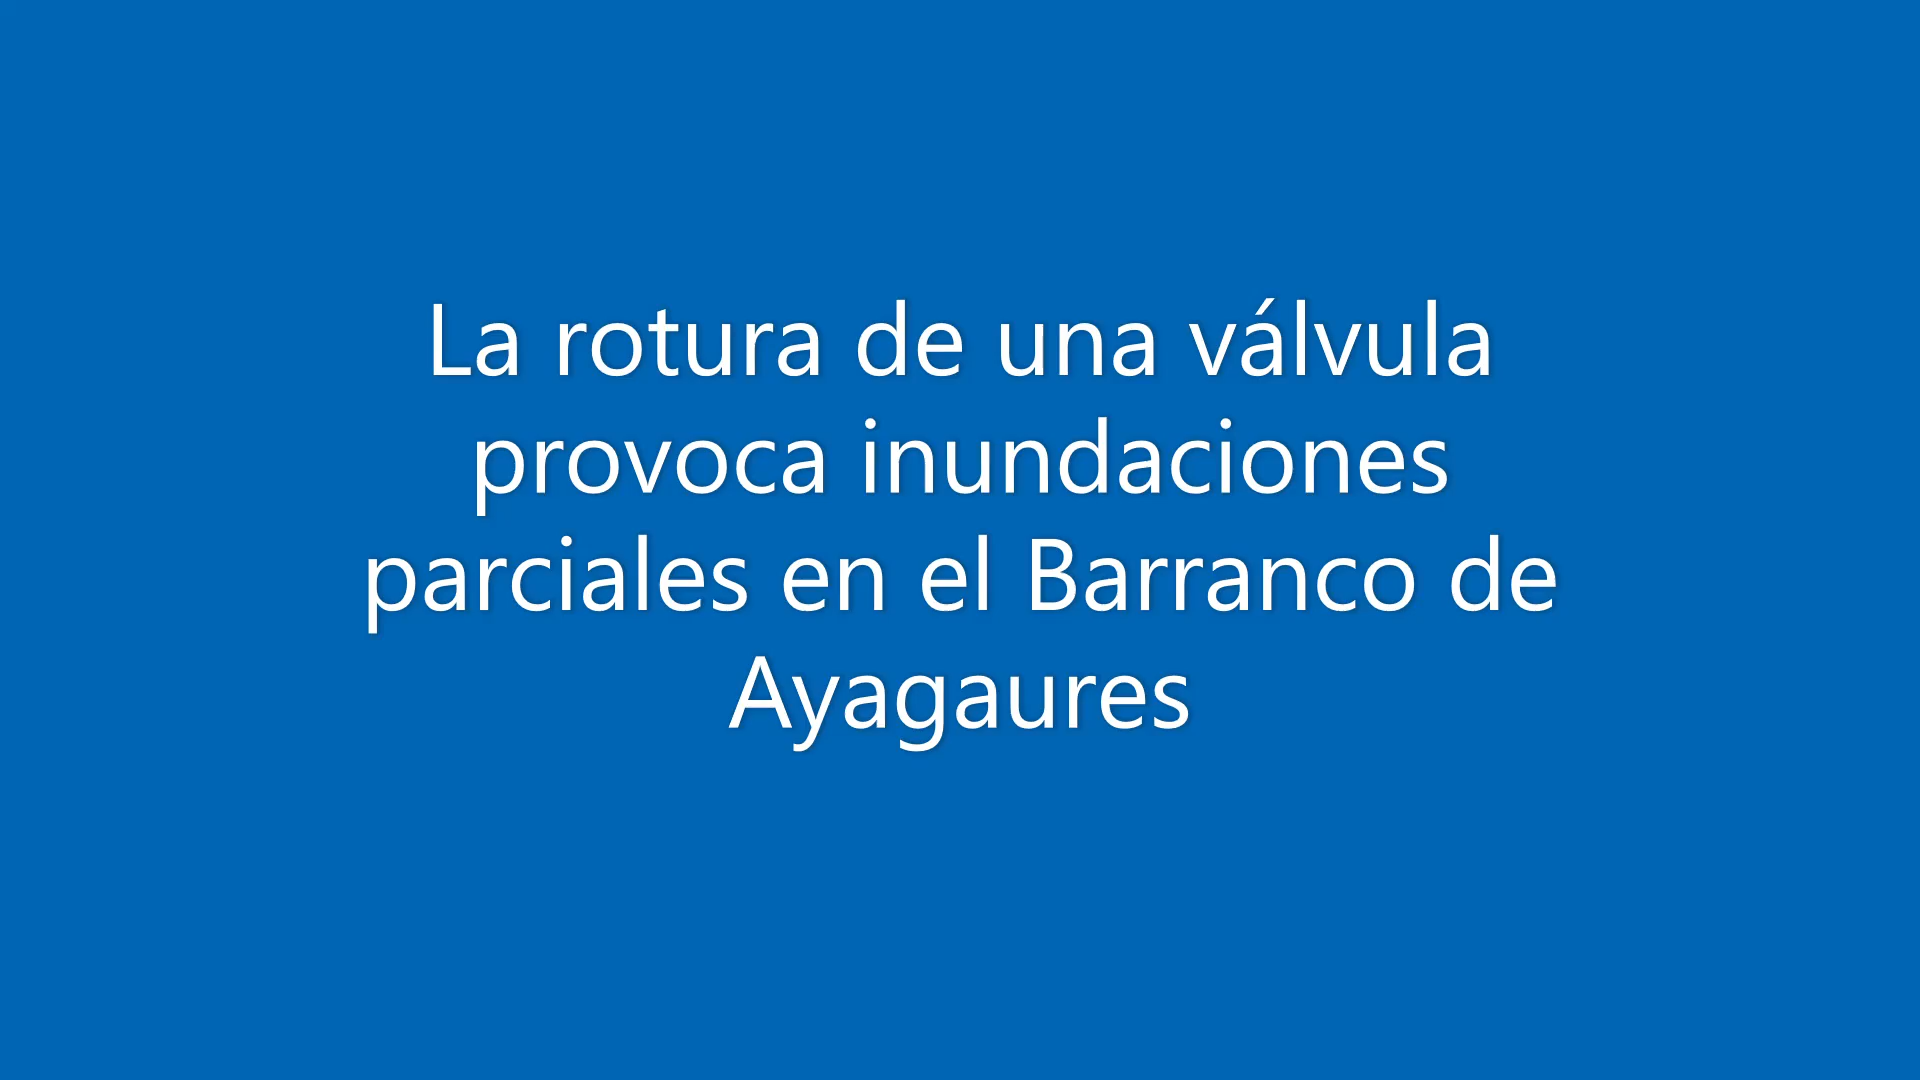 La rotura de una válvula
provoca inundaciones
parciales en el Barranco de
Ayagaures